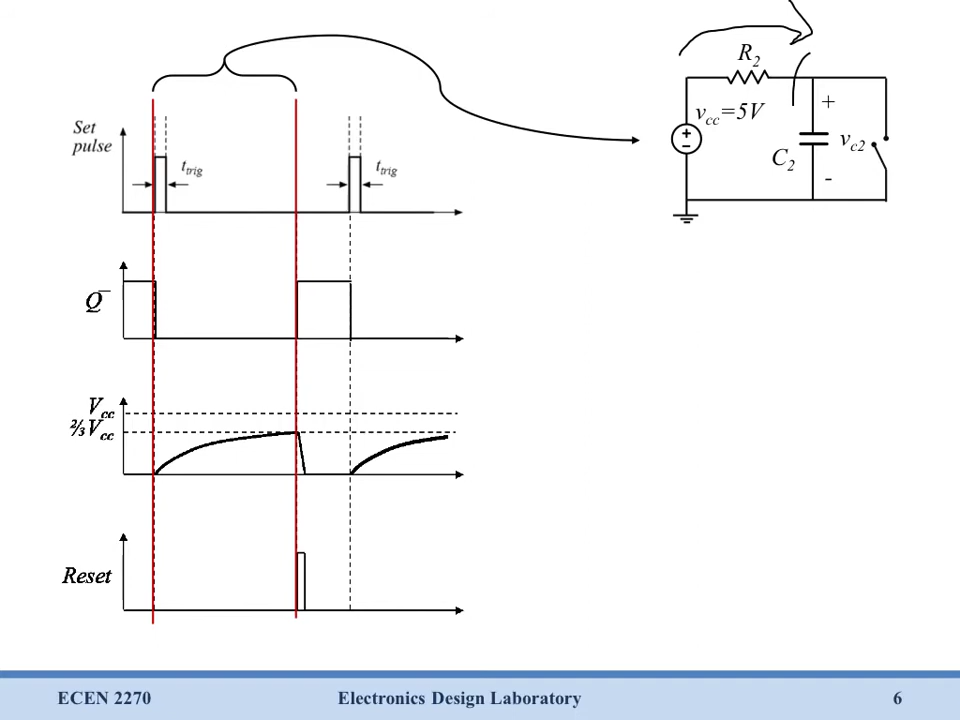 Set
pulse
t_trig
t_trig
Q̅
V_cc
⅔V_cc
Reset
R_2
v_cc=5V
+
−
C_2
+
v_c2
-
ECEN 2270
Electronics Design Laboratory
6